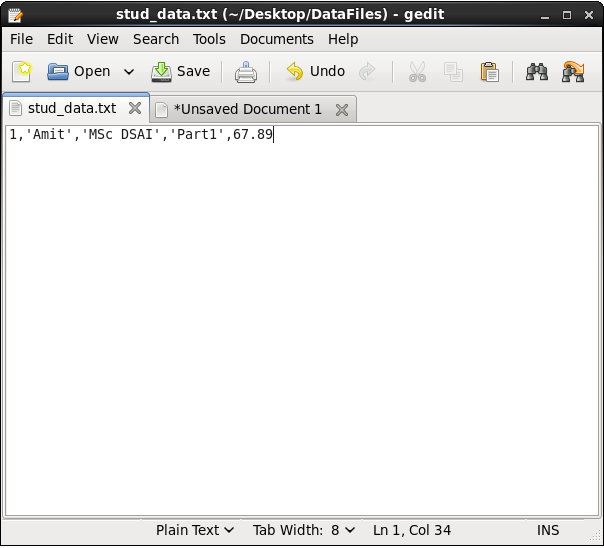 stud_data.txt (~/Desktop/DataFiles) - gedit
File Edit View Search Tools Documents Help
Open Save Undo
stud_data.txt *Unsaved Document 1
1,'Amit','MSc DSAI','Part1',67.89
Plain Text Tab Width: 8 Ln 1, Col 34 INS